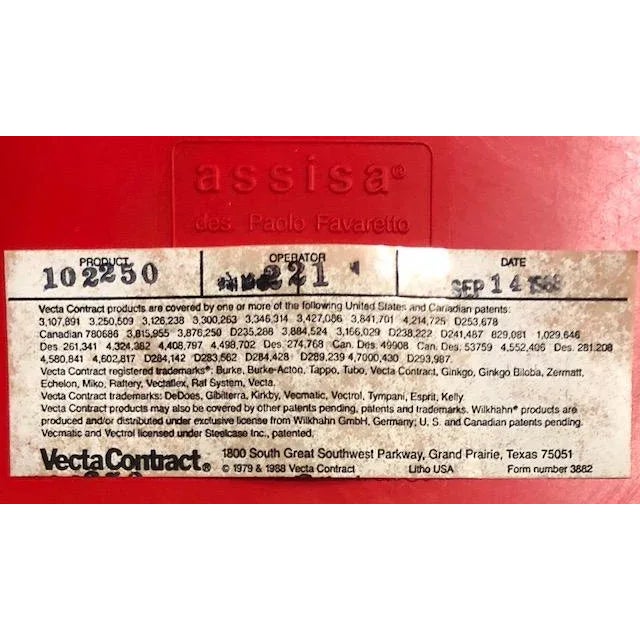 assisa®
des. Paolo Favaretto
PRODUCT OPERATOR DATE
102250 221 SEP 14
Vecta Contract products are covered by one or more of the following United States and Canadian patents:
3,107,891 3,250,509 3,126,238 3,300,263 3,346,314 3,427,086 3,841,701 4,214,725 D253,678
Canadian 780686 3,815,955 3,876,250 D235,288 3,884,524 3,166,029 D238,222 D241,487 829,081 1,029,646
Des. 261,341 4,324,382 4,408,797 4,498,702 Des. 274,768 Can. Des. 49908 Can. Des. 53759 4,552,406 Des. 281,208
4,580,841 4,602,817 D284,142 D283,562 D284,428 D289,239 4,7000,430 D293,987.
Vecta Contract registered trademarks®: Burke, Burke-Acton, Tappo, Tubo, Vecta Contract, Ginkgo, Ginkgo Biloba, Zermatt,
Echelon, Miko, Raftery, Vectaflex, Ral System, Vecta.
Vecta Contract trademarks: DeDoes, Gibilterra, Kirkby, Vecmatic, Vectrol, Tympani, Esprit, Kelly.
Vecta Contract products may also be covered by other patents pending, patents and trademarks. Wilkhahn® products are
produced and/or distributed under exclusive license from Wilkhahn GmbH, Germany; U. S. and Canadian patents pending.
Vecmatic and Vectrol licensed under Steelcase Inc., patented.
VectaContract® 1800 South Great Southwest Parkway, Grand Prairie, Texas 75051
© 1979 & 1988 Vecta Contract Litho USA Form number 3882